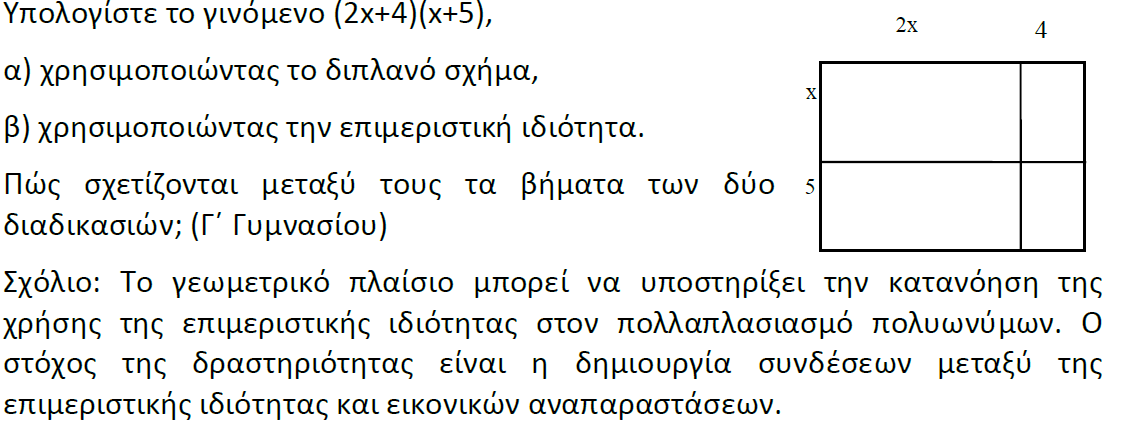 Υπολογίστε το γινόμενο (2x+4)(x+5),
α) χρησιμοποιώντας το διπλανό σχήμα,
β) χρησιμοποιώντας την επιμεριστική ιδιότητα.
Πώς σχετίζονται μεταξύ τους τα βήματα των δύο
διαδικασιών; (Γ΄ Γυμνασίου)
2x
4
x
5
Σχόλιο: Το γεωμετρικό πλαίσιο μπορεί να υποστηρίξει την κατανόηση της
χρήσης της επιμεριστικής ιδιότητας στον πολλαπλασιασμό πολυωνύμων. Ο
στόχος της δραστηριότητας είναι η δημιουργία συνδέσεων μεταξύ της
επιμεριστικής ιδιότητας και εικονικών αναπαραστάσεων.